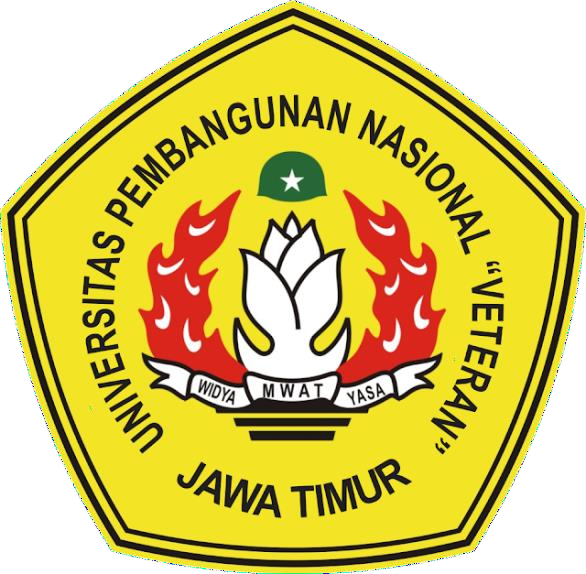 UNIVERSITAS PEMBANGUNAN NASIONAL “VETERAN”
WIDYA MWAT YASA
JAWA TIMUR